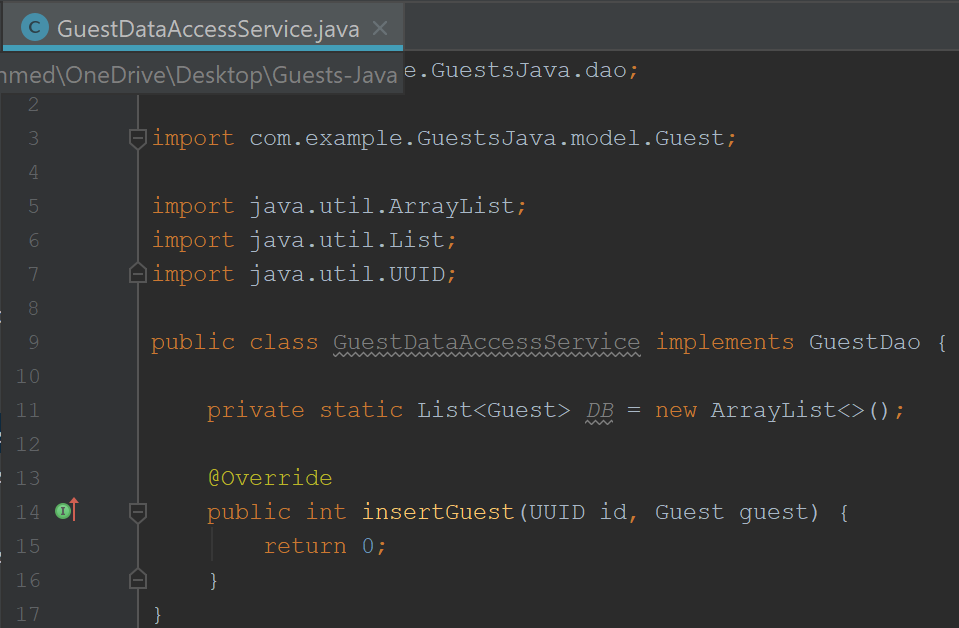 C GuestDataAccessService.java ×
nmed\OneDrive\Desktop\Guests-Java e.GuestsJava.dao;
2
3 import com.example.GuestsJava.model.Guest;
4
5 import java.util.ArrayList;
6 import java.util.List;
7 import java.util.UUID;
8
9 public class GuestDataAccessService implements GuestDao {
10
11 private static List<Guest> DB = new ArrayList<>();
12
13 @Override
14 I public int insertGuest(UUID id, Guest guest) {
15 return 0;
16 }
17 }